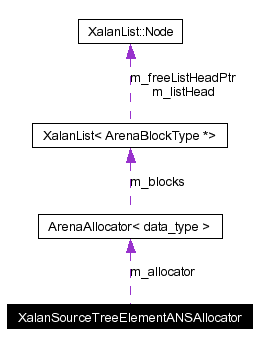 XalanList::Node
m_freeListHeadPtr
m_listHead
XalanList< ArenaBlockType *>
m_blocks
ArenaAllocator< data_type >
m_allocator
XalanSourceTreeElementANSAllocator